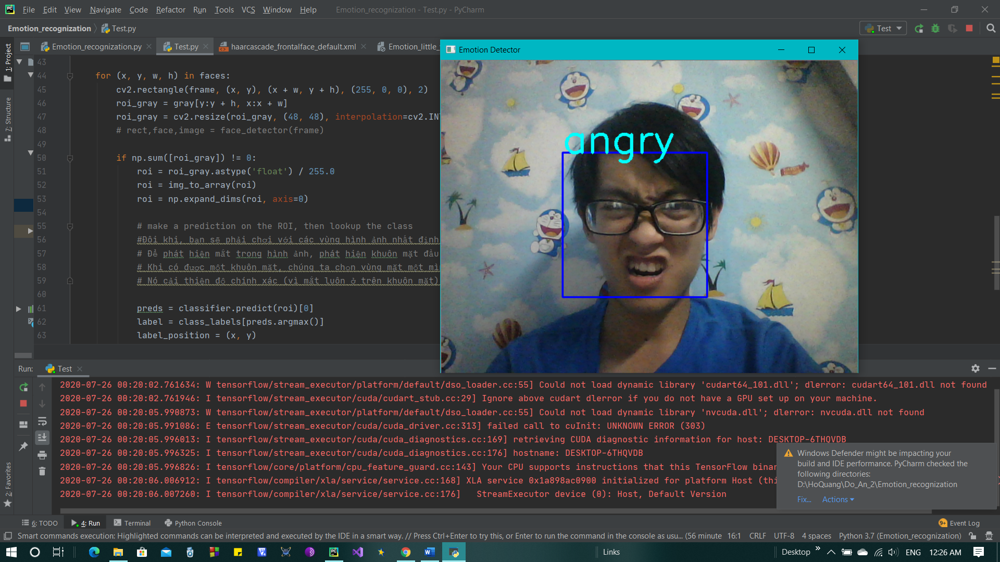 File Edit View Navigate Code Refactor Run Tools VCS Window Help Emotion_recognization - Test.py - PyCharm
Emotion_recognization Test.py Test
Emotion_recognization.py Test.py haarcascade_frontalface_default.xml Emotion_little_
1: Project
7: Structure
2: Favorites
43
44 for (x, y, w, h) in faces:
45 cv2.rectangle(frame, (x, y), (x + w, y + h), (255, 0, 0), 2)
46 roi_gray = gray[y:y + h, x:x + w]
47 roi_gray = cv2.resize(roi_gray, (48, 48), interpolation=cv2.IN
48 # rect,face,image = face_detector(frame)
49
50 if np.sum([roi_gray]) != 0:
51 roi = roi_gray.astype('float') / 255.0
52 roi = img_to_array(roi)
53 roi = np.expand_dims(roi, axis=0)
54
55 # make a prediction on the ROI, then lookup the class
56 #Đôi khi, bạn sẽ phải chơi với các vùng hình ảnh nhất định
57 # Để phát hiện mắt trong hình ảnh, phát hiện khuôn mặt đầu
58 # Khi có được một khuôn mặt, chúng ta chọn vùng mặt một mì
59 # Nó cải thiện độ chính xác (vì mắt luôn ở trên khuôn mặt)
60
61 preds = classifier.predict(roi)[0]
62 label = class_labels[preds.argmax()]
63 label_position = (x, y)
Emotion Detector
angry
Run: Test
2020-07-26 00:20:02.761634: W tensorflow/stream_executor/platform/default/dso_loader.cc:55] Could not load dynamic library 'cudart64_101.dll'; dlerror: cudart64_101.dll not found
2020-07-26 00:20:02.761946: I tensorflow/stream_executor/cuda/cudart_stub.cc:29] Ignore above cudart dlerror if you do not have a GPU set up on your machine.
2020-07-26 00:20:05.990873: W tensorflow/stream_executor/platform/default/dso_loader.cc:55] Could not load dynamic library 'nvcuda.dll'; dlerror: nvcuda.dll not found
2020-07-26 00:20:05.991086: E tensorflow/stream_executor/cuda/cuda_driver.cc:313] failed call to cuInit: UNKNOWN ERROR (303)
2020-07-26 00:20:05.996013: I tensorflow/stream_executor/cuda/cuda_diagnostics.cc:169] retrieving CUDA diagnostic information for host: DESKTOP-6THQVDB
2020-07-26 00:20:05.996325: I tensorflow/stream_executor/cuda/cuda_diagnostics.cc:176] hostname: DESKTOP-6THQVDB
2020-07-26 00:20:05.996826: I tensorflow/core/platform/cpu_feature_guard.cc:143] Your CPU supports instructions that this TensorFlow binar
2020-07-26 00:20:06.006912: I tensorflow/compiler/xla/service/service.cc:168] XLA service 0x1a898ac0900 initialized for platform Host (thi
2020-07-26 00:20:06.007260: I tensorflow/compiler/xla/service/service.cc:176] StreamExecutor device (0): Host, Default Version
Windows Defender might be impacting your
build and IDE performance. PyCharm checked the
following directories:
D:\HoQuang\Do_An_2\Emotion_recognization
Fix... Actions
6: TODO 4: Run Terminal Python Console 9+ Event Log
Smart commands execution: Highlighted commands can be interpreted and executed by the IDE in a smart way. // Press Ctrl+Enter to try this, or Enter to run the command in the console as usu... (56 minute 16:1 CRLF UTF-8 4 spaces Python 3.7 (Emotion_recognization)
Links Desktop ENG 12:26 AM